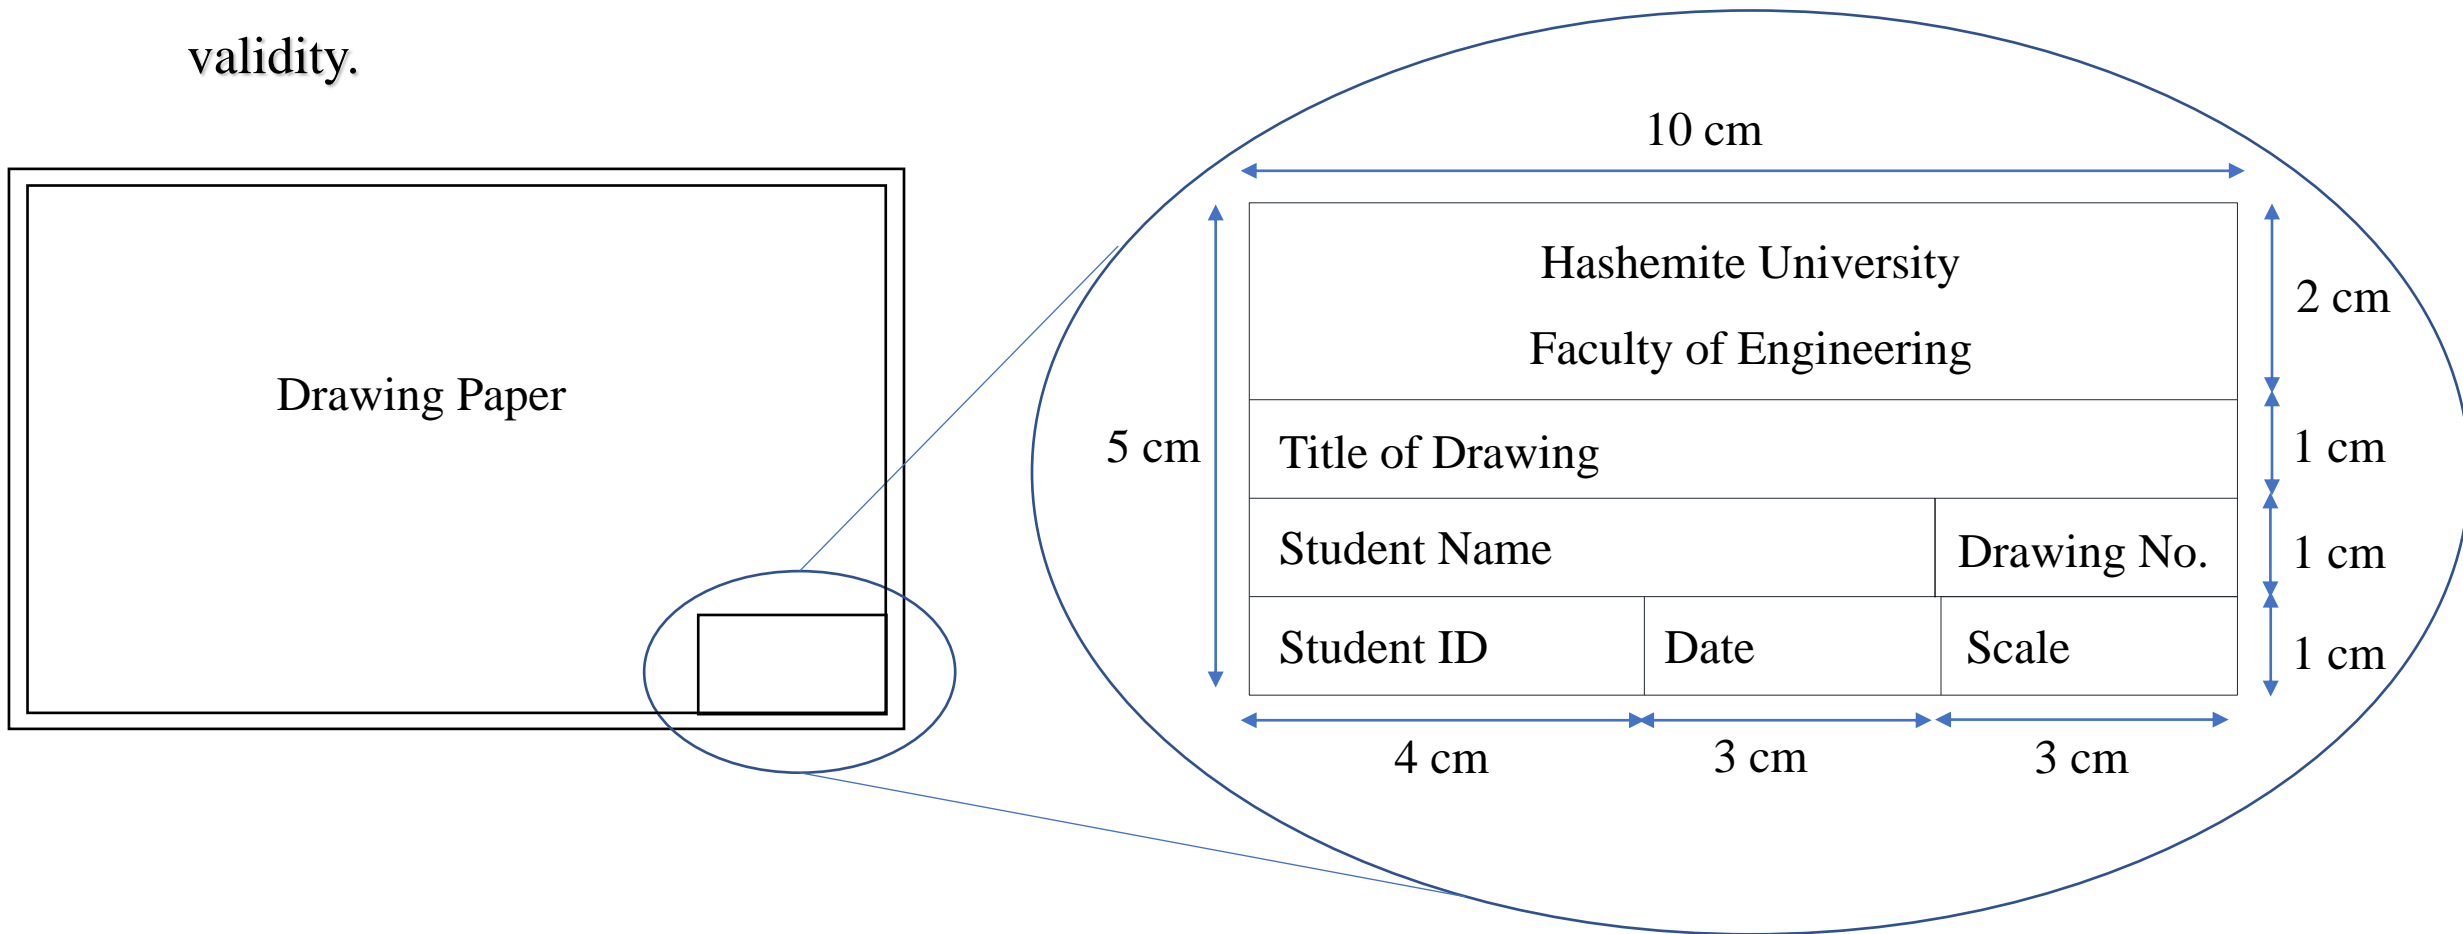 validity.
Drawing Paper
10 cm
5 cm
Hashemite University
Faculty of Engineering
2 cm
Title of Drawing
1 cm
Student Name
Drawing No.
1 cm
Student ID
Date
Scale
1 cm
4 cm
3 cm
3 cm